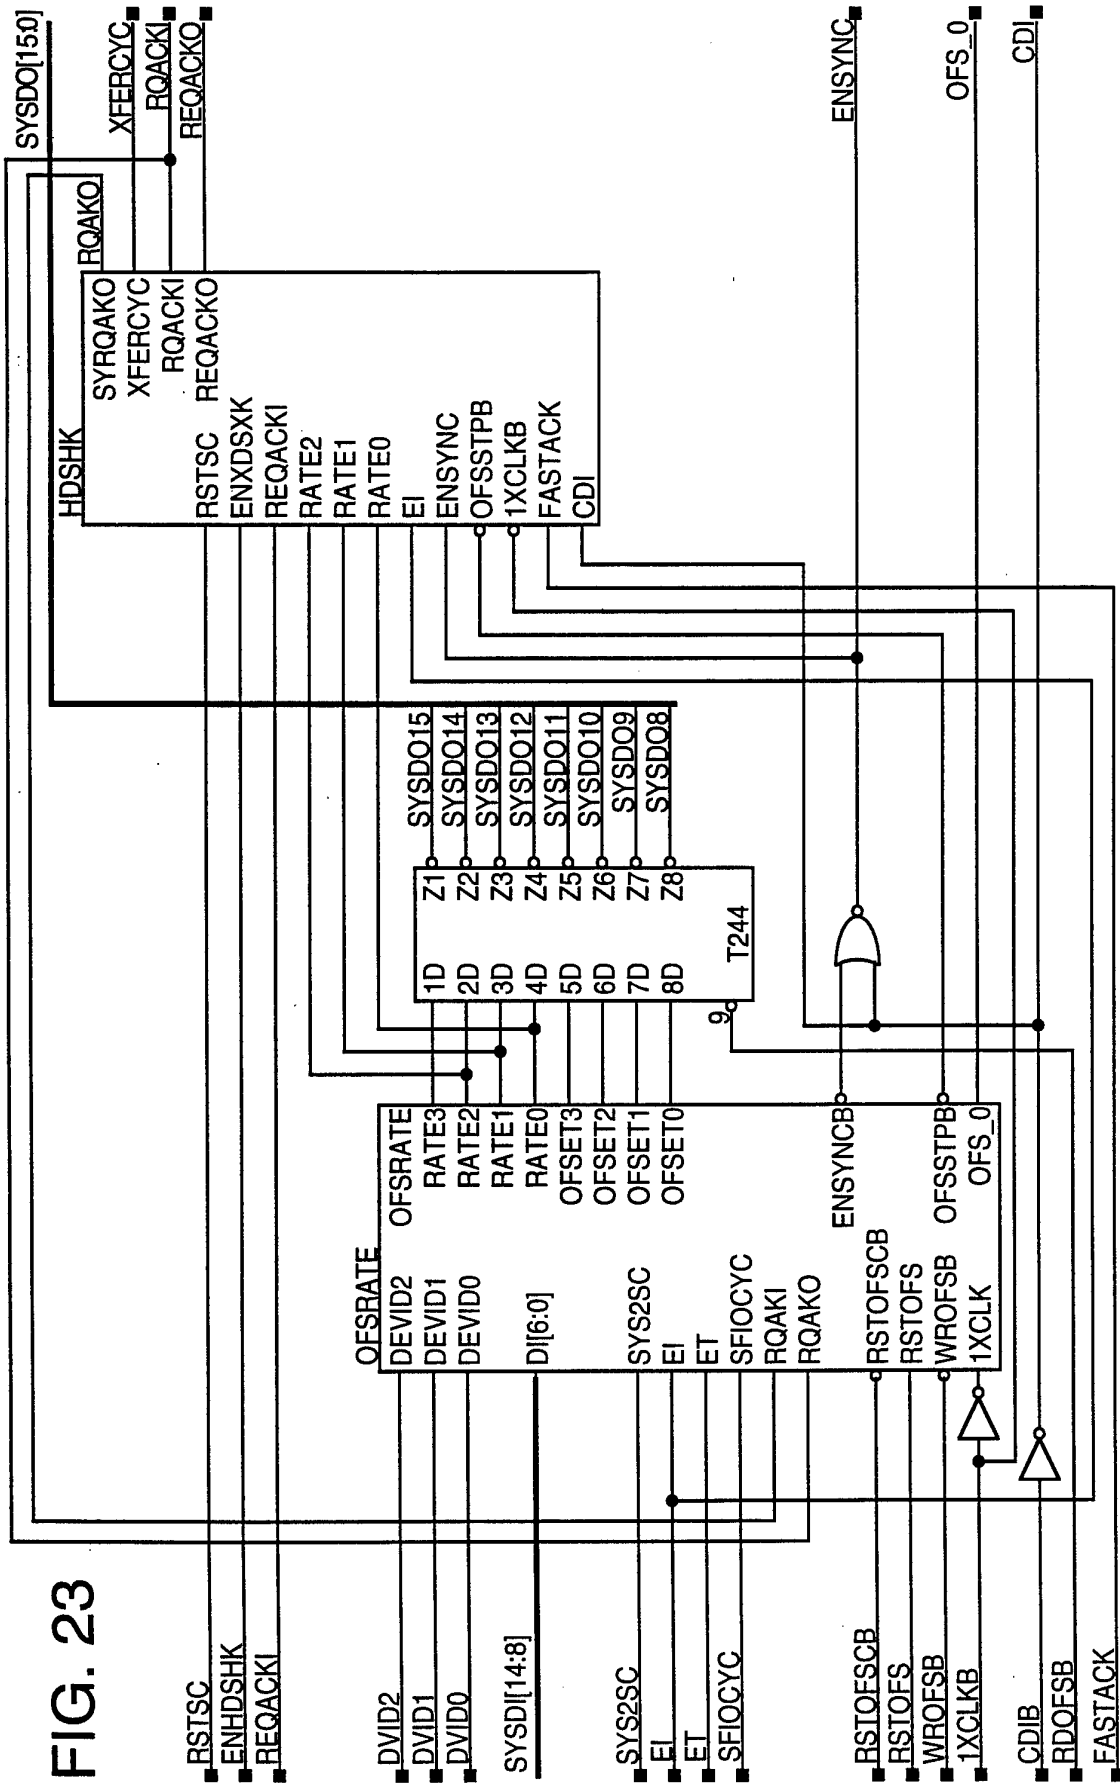 FIG. 23
RSTSC
ENHDSHK
REQACKI
DVID2
DVID1
DVID0
SYSDI[14:8]
SYS2SC
EI
ET
SFIOCYC
RSTOFSCB
RSTOFS
WROFSB
1XCLKB
CDIB
RDOFSB
FASTACK
OFSRATE
DEVID2
DEVID1
DEVID0
DI[6:0]
SYS2SC
EI
ET
SFIOCYC
RQAKI
RQAKO
RSTOFSCB
RSTOFS
WROFSB
1XCLK
OFSRATE
RATE3
RATE2
RATE1
RATE0
OFSET3
OFSET2
OFSET1
OFSET0
ENSYNCB
OFSSTPB
OFS_0
1D
2D
3D
4D
5D
6D
7D
8D
9
T244
Z1
Z2
Z3
Z4
Z5
Z6
Z7
Z8
SYSDO15
SYSDO14
SYSDO13
SYSDO12
SYSDO11
SYSDO10
SYSDO9
SYSDO8
HDSHK
RSTSC
ENXDSXK
REQACKI
RATE2
RATE1
RATE0
EI
ENSYNC
OFSSTPB
1XCLKB
FASTACK
CDI
SYRQAKO
XFERCYC
RQACKI
REQACKO
RQAKO
SYSDO[15:0]
XFERCYC
RQACKI
REQACKO
ENSYNC
OFS_0
CDI